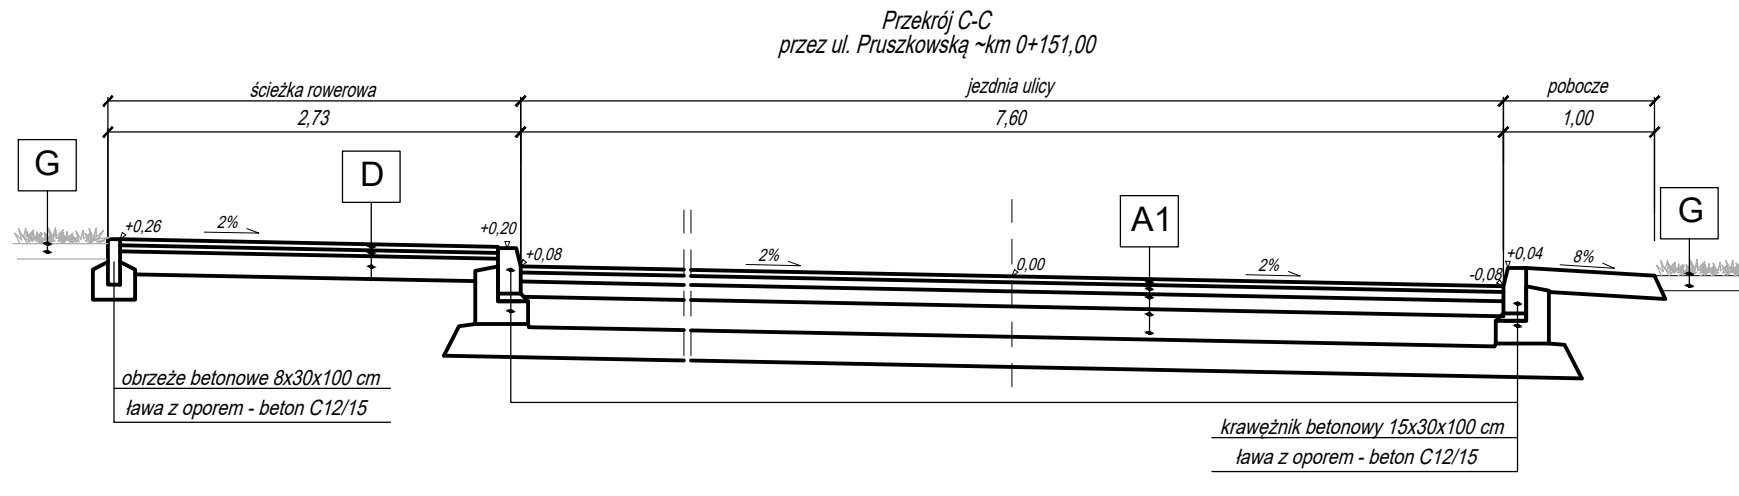 Przekrój C-C
przez ul. Pruszkowską ~km 0+151,00
ścieżka rowerowa
jezdnia ulicy
pobocze
2,73
7,60
1,00
G
D
A1
G
+0,26
2%
+0,20
+0,08
2%
0,00
2%
-0,08
+0,04
8%
obrzeże betonowe 8x30x100 cm
ława z oporem - beton C12/15
krawężnik betonowy 15x30x100 cm
ława z oporem - beton C12/15